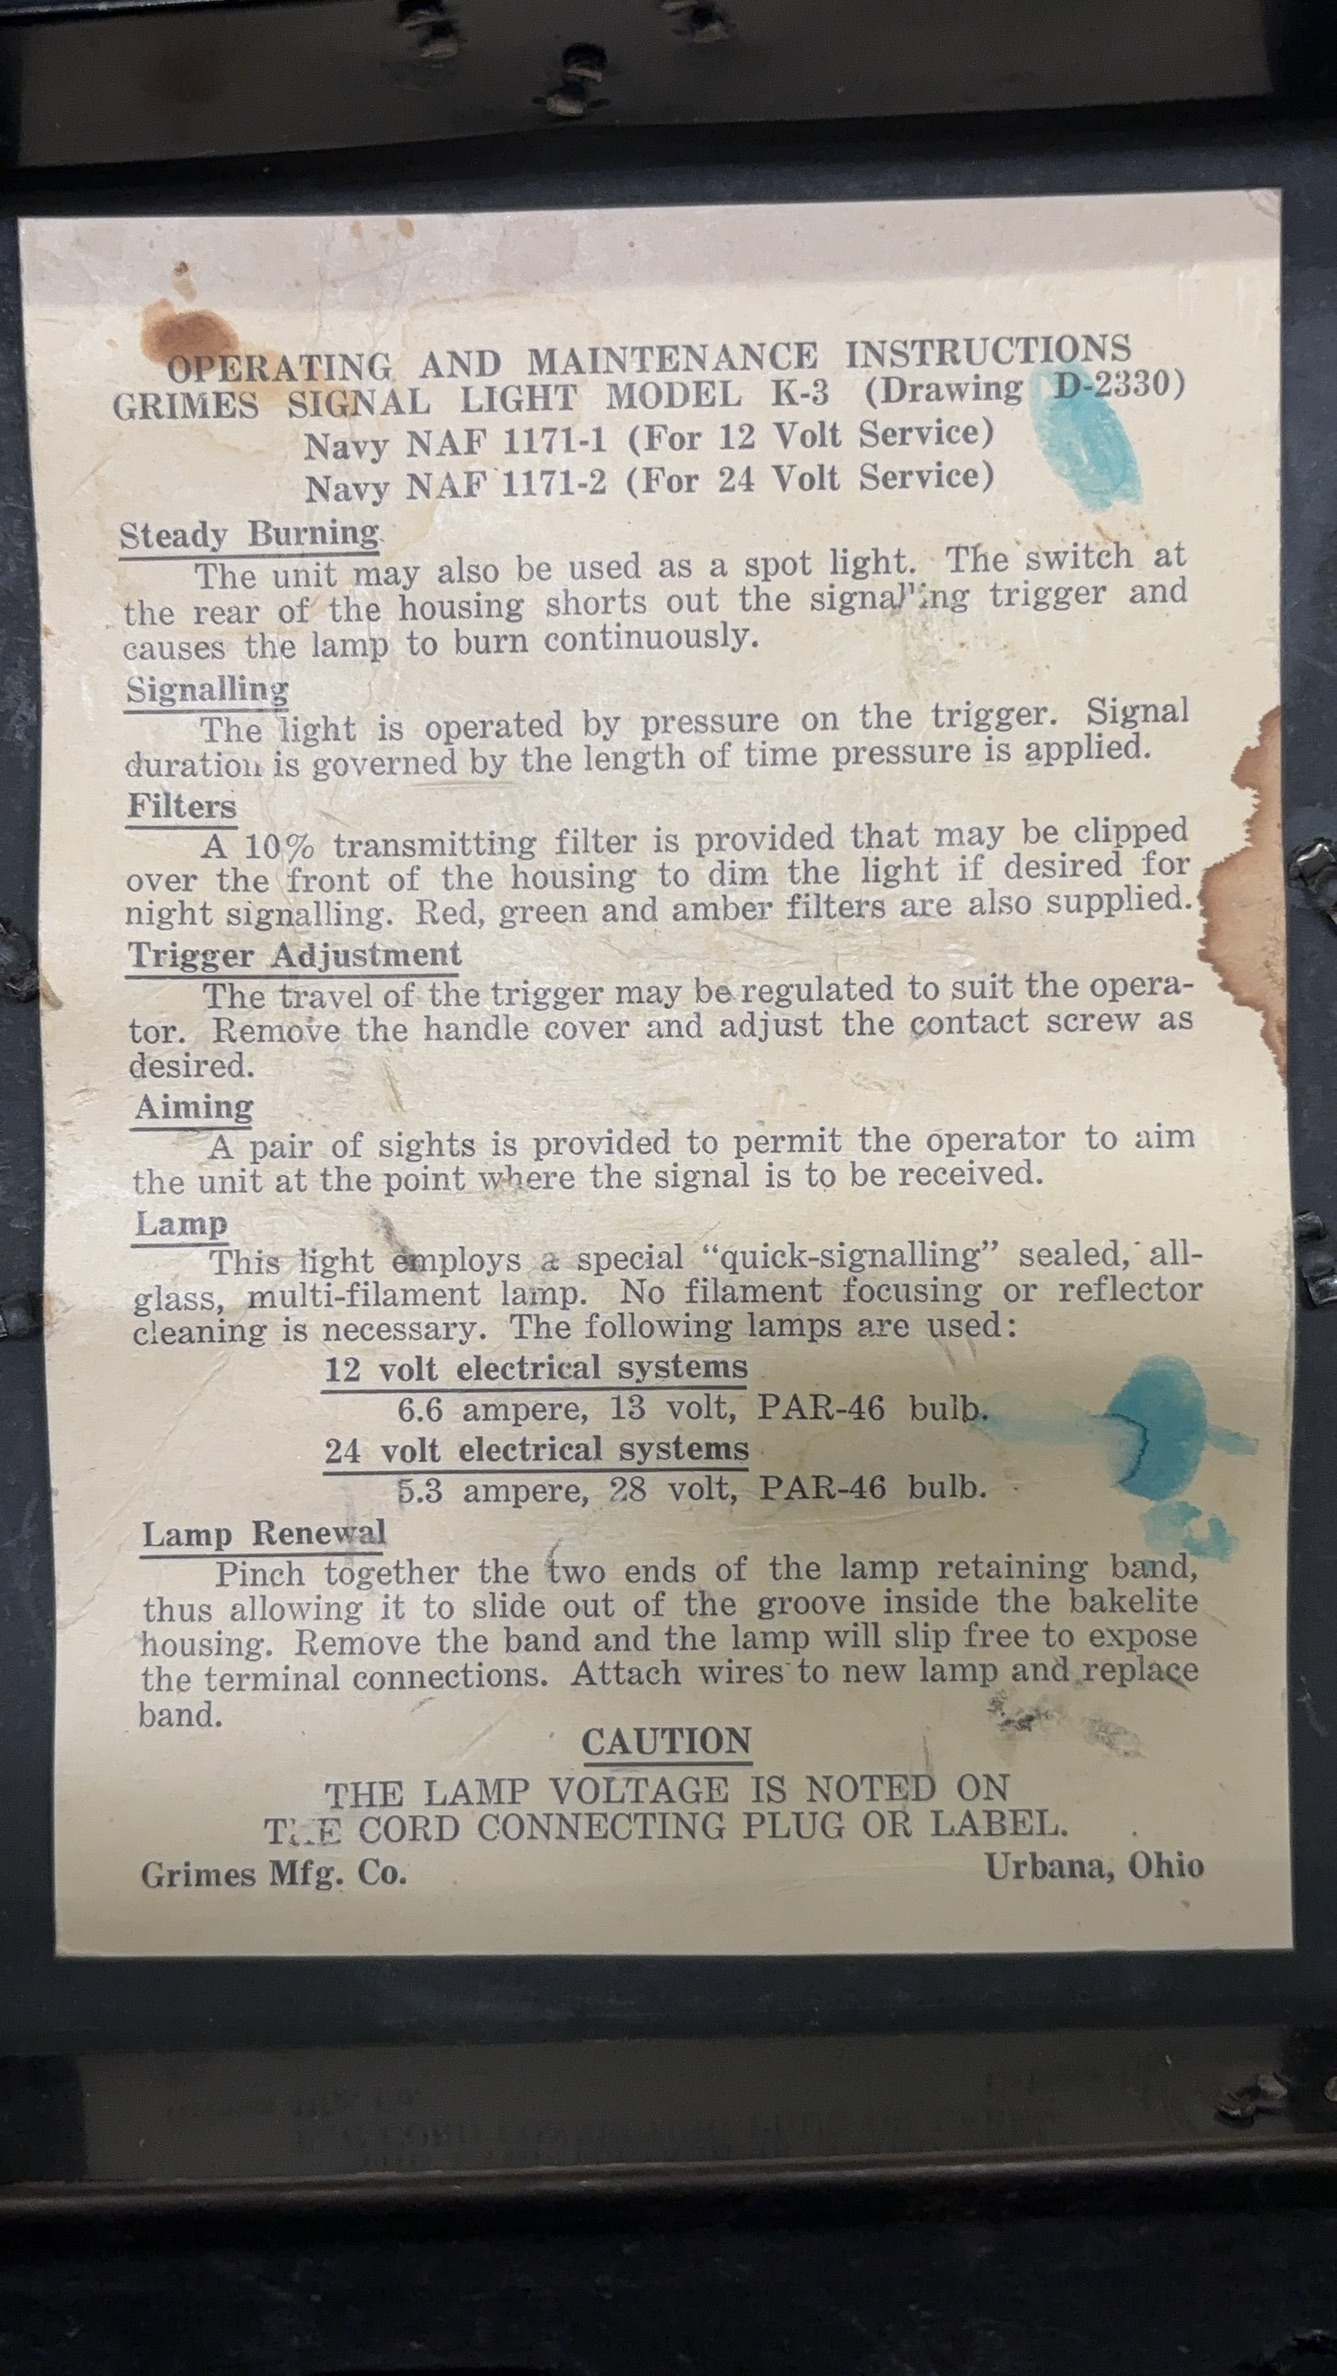 OPERATING AND MAINTENANCE INSTRUCTIONS
GRIMES SIGNAL LIGHT MODEL K-3 (Drawing D-2330)
Navy NAF 1171-1 (For 12 Volt Service)
Navy NAF 1171-2 (For 24 Volt Service)
Steady Burning
The unit may also be used as a spot light. The switch at
the rear of the housing shorts out the signalling trigger and
causes the lamp to burn continuously.
Signalling
The light is operated by pressure on the trigger. Signal
duration is governed by the length of time pressure is applied.
Filters
A 10% transmitting filter is provided that may be clipped
over the front of the housing to dim the light if desired for
night signalling. Red, green and amber filters are also supplied.
Trigger Adjustment
The travel of the trigger may be regulated to suit the opera-
tor. Remove the handle cover and adjust the contact screw as
desired.
Aiming
A pair of sights is provided to permit the operator to aim
the unit at the point where the signal is to be received.
Lamp
This light employs a special “quick-signalling” sealed, all-
glass, multi-filament lamp. No filament focusing or reflector
cleaning is necessary. The following lamps are used:
12 volt electrical systems
6.6 ampere, 13 volt, PAR-46 bulb.
24 volt electrical systems
5.3 ampere, 28 volt, PAR-46 bulb.
Lamp Renewal
Pinch together the two ends of the lamp retaining band,
thus allowing it to slide out of the groove inside the bakelite
housing. Remove the band and the lamp will slip free to expose
the terminal connections. Attach wires to new lamp and replace
band.
CAUTION
THE LAMP VOLTAGE IS NOTED ON
THE CORD CONNECTING PLUG OR LABEL.
Grimes Mfg. Co. Urbana, Ohio